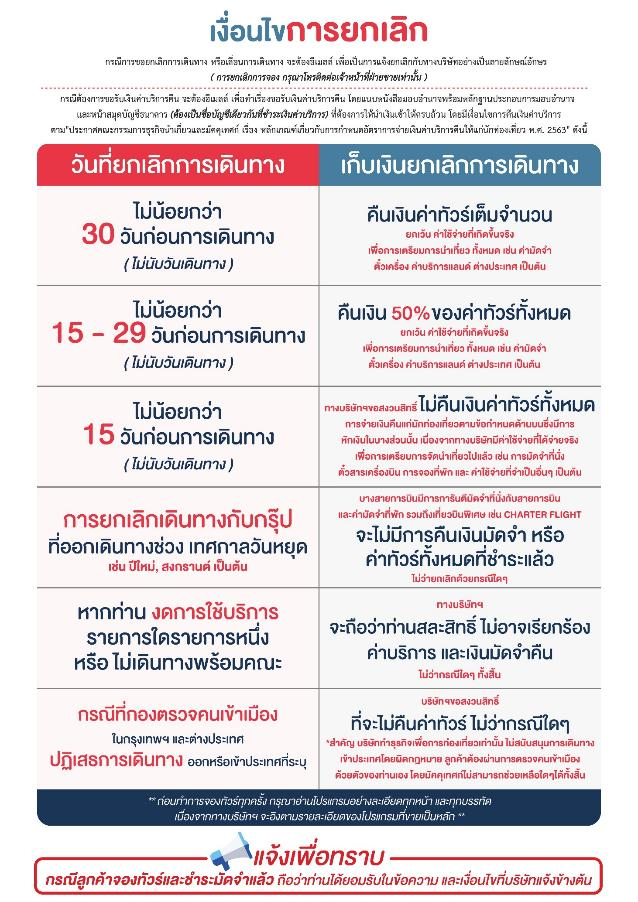 เงื่อนไขการยกเลิก
กรณีการขอยกเลิกการเดินทาง หรือเลื่อนการเดินทาง จะต้องอีเมลล์ เพื่อเป็นการแจ้งยกเลิกกับทางบริษัทอย่างเป็นลายลักษณ์อักษร
( การยกเลิกการจอง กรุณาโทรติดต่อเจ้าหน้าที่ฝ่ายขายเท่านั้น )
กรณีต้องการขอรับเงินค่าบริการคืน จะต้องอีเมลล์ เพื่อทำเรื่องขอรับเงินค่าบริการคืน โดยแนบหนังสือมอบอำนาจพร้อมหลักฐานประกอบการมอบอำนาจ
และหน้าสมุดบัญชีธนาคาร (ต้องเป็นชื่อบัญชีเดียวกันที่ชำระเงินค่าบริการ) ที่ต้องการให้นำเงินเข้าให้ครบถ้วน โดยมีเงื่อนไขการคืนเงินค่าบริการ
ตาม"ประกาศคณะกรรมการธุรกิจนำเที่ยวและมัคคุเทศก์ เรื่อง หลักเกณฑ์เกี่ยวกับการกำหนดอัตราการจ่ายเงินค่าบริการคืนให้แก่นักท่องเที่ยว พ.ศ. 2563" ดังนี้
วันที่ยกเลิกการเดินทาง
เก็บเงินยกเลิกการเดินทาง
ไม่น้อยกว่า
30 วันก่อนการเดินทาง
( ไม่นับวันเดินทาง )
คืนเงินค่าทัวร์เต็มจำนวน
ยกเว้น ค่าใช้จ่ายที่เกิดขึ้นจริง
เพื่อการเตรียมการนำเที่ยว ทั้งหมด เช่น ค่ามัดจำ
ตั๋วเครื่อง ค่าบริการแลนด์ ต่างประเทศ เป็นต้น
ไม่น้อยกว่า
15 - 29 วันก่อนการเดินทาง
( ไม่นับวันเดินทาง )
คืนเงิน 50% ของค่าทัวร์ทั้งหมด
ยกเว้น ค่าใช้จ่ายที่เกิดขึ้นจริง
เพื่อการเตรียมการนำเที่ยว ทั้งหมด เช่น ค่ามัดจำ
ตั๋วเครื่อง ค่าบริการแลนด์ ต่างประเทศ เป็นต้น
ไม่น้อยกว่า
15 วันก่อนการเดินทาง
( ไม่นับวันเดินทาง )
ทางบริษัทฯขอสงวนสิทธิ์ ไม่คืนเงินค่าทัวร์ทั้งหมด
การจ่ายเงินคืนแก่นักท่องเที่ยวตามข้อกำหนดด้านบนซึ่งมีการ
หักเงินในบางส่วนนั้น เนื่องจากทางบริษัทมีค่าใช้จ่ายที่ได้จ่ายจริง
เพื่อการเตรียมการจัดนำเที่ยวไปแล้ว เช่น การมัดจำที่นั่ง
ตั๋วสารเครื่องบิน การจองที่พัก และ ค่าใช้จ่ายที่จำเป็นอื่นๆ เป็นต้น
การยกเลิกเดินทางกับกรุ๊ป
ที่ออกเดินทางช่วง เทศกาลวันหยุด
เช่น ปีใหม่, สงกรานต์ เป็นต้น
บางสายการบินมีการการันตีมัดจำที่นั่งกับสายการบิน
และค่ามัดจำที่พัก รวมถึงเที่ยวบินพิเศษ เช่น CHARTER FLIGHT
จะไม่มีการคืนเงินมัดจำ หรือ
ค่าทัวร์ทั้งหมดที่ชำระแล้ว
ไม่ว่ายกเลิกด้วยกรณีใดๆ
หากท่าน งดการใช้บริการ
รายการใดรายการหนึ่ง
หรือ ไม่เดินทางพร้อมคณะ
ทางบริษัทฯ
จะถือว่าท่านสละสิทธิ์ ไม่อาจเรียกร้อง
ค่าบริการ และเงินมัดจำคืน
ไม่ว่ากรณีใดๆ ทั้งสิ้น
กรณีที่กองตรวจคนเข้าเมือง
ในกรุงเทพฯ และต่างประเทศ
ปฏิเสธการเดินทาง ออกหรือเข้าประเทศที่ระบุ
บริษัทฯขอสงวนสิทธิ์
ที่จะไม่คืนค่าทัวร์ ไม่ว่ากรณีใดๆ
*สำคัญ บริษัททำธุรกิจเพื่อการท่องเที่ยวเท่านั้น ไม่สนับสนุนการเดินทาง
เข้าประเทศโดยผิดกฎหมาย ลูกค้าต้องผ่านการตรวจคนเข้าเมือง
ด้วยตัวของท่านเอง โดยมัคคุเทศก์ไม่สามารถช่วยเหลือใดๆได้ทั้งสิ้น
** ก่อนทำการจองทัวร์ทุกครั้ง กรุณาอ่านโปรแกรมอย่างละเอียดทุกหน้า และทุกบรรทัด
เนื่องจากทางบริษัทฯ จะอิงตามรายละเอียดของโปรแกรมที่ขายเป็นหลัก **
แจ้งเพื่อทราบ
กรณีลูกค้าจองทัวร์และชำระมัดจำแล้ว ถือว่าท่านได้ยอมรับในข้อความ และเงื่อนไขที่บริษัทแจ้งข้างต้น